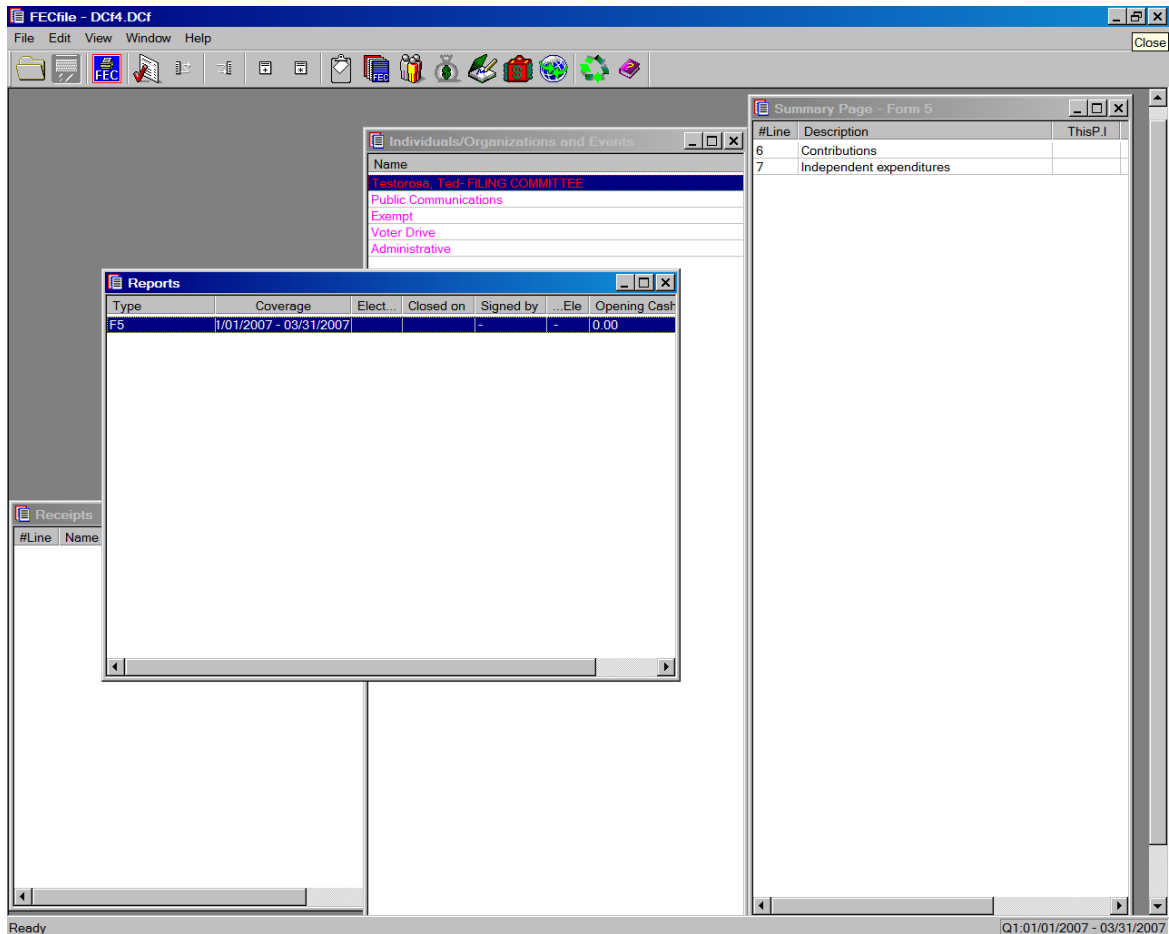 FECfile - DCf4.DCf
File Edit View Window Help
Close
FEC
FEC
Summary Page - Form 5
#Line Description ThisP.I
6 Contributions
7 Independent expenditures
Individuals/Organizations and Events
Name
Testorosa, Ted- FILING COMMITTEE
Public Communications
Exempt
Voter Drive
Administrative
Reports
Type Coverage Elect... Closed on Signed by ...Ele Opening Cash
F5 1/01/2007 - 03/31/2007 - - 0.00
Receipts
#Line Name
Ready Q1:01/01/2007 - 03/31/2007